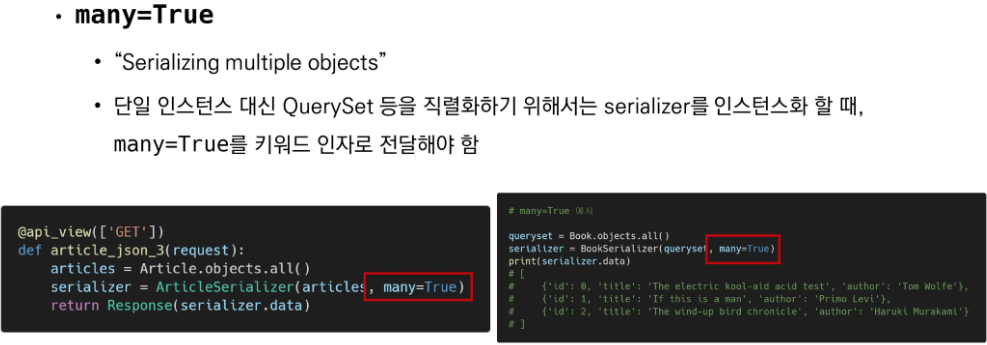 • many=True
• “Serializing multiple objects”
• 단일 인스턴스 대신 QuerySet 등을 직렬화하기 위해서는 serializer를 인스턴스화 할 때,
many=True를 키워드 인자로 전달해야 함
@api_view(['GET'])
def article_json_3(request):
    articles = Article.objects.all()
    serializer = ArticleSerializer(articles, many=True)
    return Response(serializer.data)
# many=True 예시
queryset = Book.objects.all()
serializer = BookSerializer(queryset, many=True)
print(serializer.data)
# [
#     {'id': 0, 'title': 'The electric kool-aid acid test', 'author': 'Tom Wolfe'},
#     {'id': 1, 'title': 'If this is a man', 'author': 'Primo Levi'},
#     {'id': 2, 'title': 'The wind-up bird chronicle', 'author': 'Haruki Murakami'}
# ]